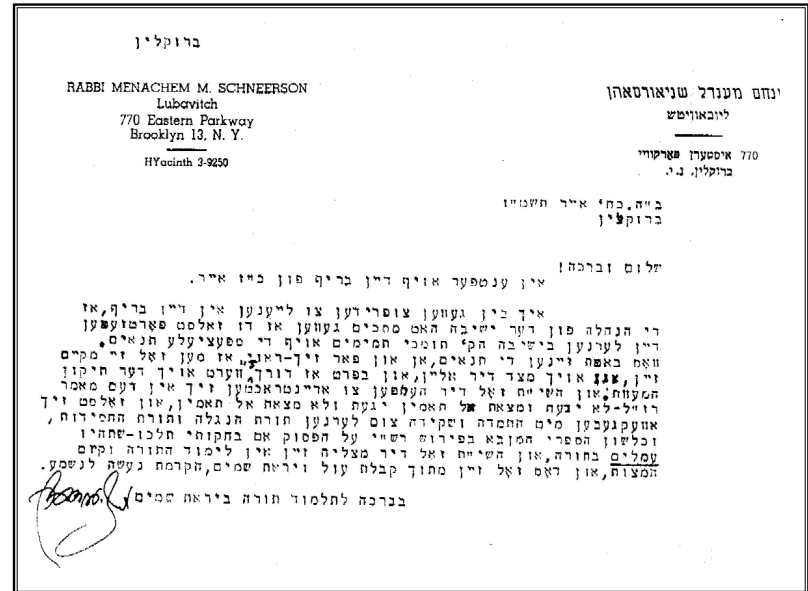 ברוקלין
RABBI MENACHEM M. SCHNEERSON
Lubavitch
770 Eastern Parkway
Brooklyn 13, N. Y.
HYacinth 3-9250
ינחם מענדל שניאורסאהן
ליובאוויטש
770 איסטערן פארקוויי
ברוקלין, נ.י.
ב"ה. כח' אייר תשמ"ז
ברוקלין
שלום וברכה!
אין ענטפער אויף דיין בריף פון כ"ז אייר.
איך בין געווען צופרידען צו לייענען אין דיין בריף, אז
די הנהלה פון דער ישיבה האט מסכים געווען אז דו זאלסט פארטזעצען
דיין לערנען בישיבה הק' תומכי תמימים אויף די ספעציעלע תנאים.
וואס זיינען די תנאים, און פאר זיך אז מען זאל זיי מקיים
זיין, אויך מצד דיר אליין, און בפרט אז דורך ווערט אויך דער תיקון
המעוות. און השי"ת זאל דיר העלפען צו אריינטראכטען זיך אין דעם מאמר
רז"ל-לא יגעת ומצאת אל תאמין יגעת ולא מצאת אל תאמין, און זאלסט זיך
אוועקגעבען מיט התמדה ושקידה צום לערנען תורת הנגלה ותורת החסידות,
וכלשון הספרי המובא בפירוש רש"י על הפסוק אם בחקותי תלכו-שתהיו
עמלים בתורה, און השי"ת זאל דיר מצליח זיין אין לימוד התורה וקיום
המצות, און דאס זאל זיין מתוך קבלת עול ויראת שמים, הקדמת נעשה לנשמע.
בברכה לתלמוד תורה ביראת שמים